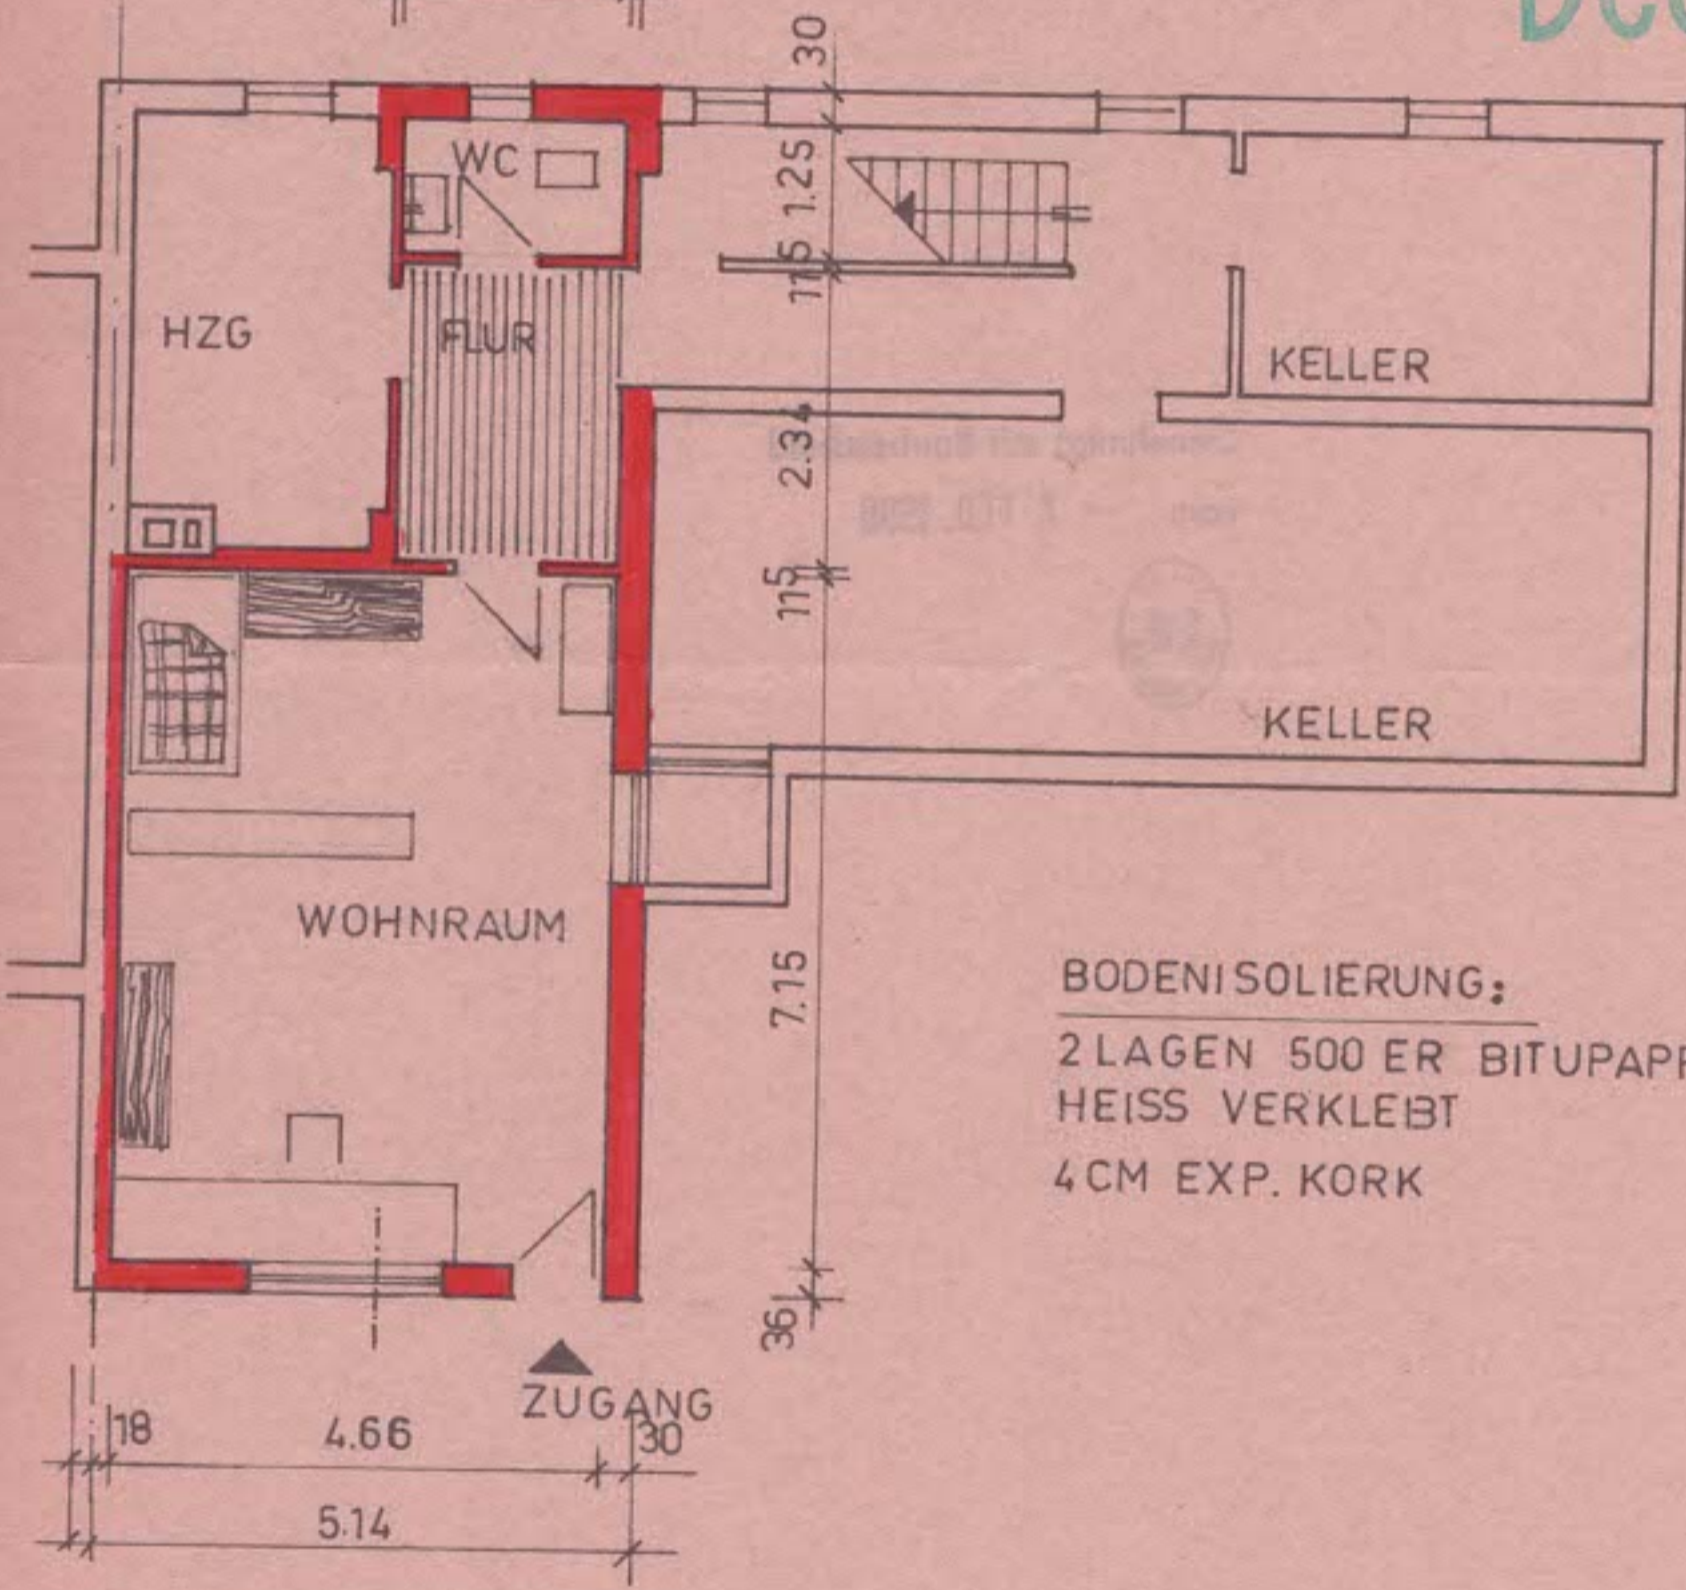 30
WC
1.25
115
HZG
FLUR
KELLER
2.34
115
KELLER
WOHNRAUM
7.15
BODENISOLIERUNG:
2 LAGEN 500 ER BITUPAPP
HEISS VERKLEBT
4 CM EXP. KORK
36
ZUGANG
18 4.66 30
5.14